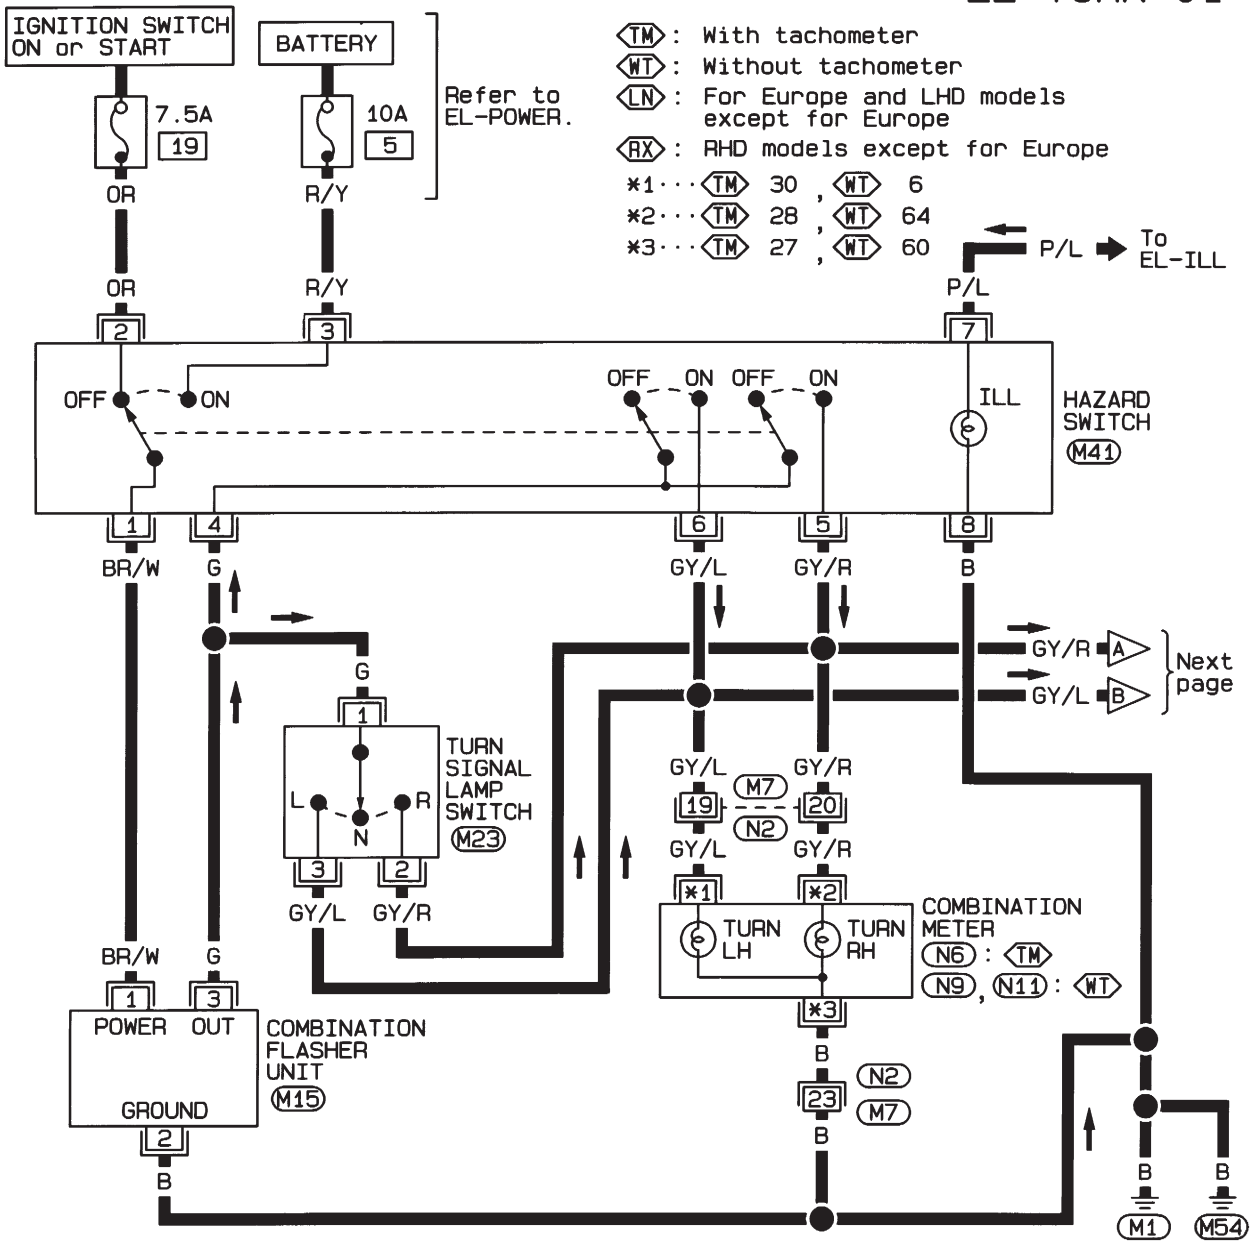 IGNITION SWITCH
ON or START
BATTERY
7.5A
19
10A
5
Refer to
EL-POWER.
OR
R/Y
OR
R/Y
TM : With tachometer
WT : Without tachometer
LN : For Europe and LHD models
except for Europe
RX : RHD models except for Europe
*1··· TM 30 , WT 6
*2··· TM 28 , WT 64
*3··· TM 27 , WT 60
P/L
To
EL-ILL
P/L
2
3
7
OFF
ON
OFF
ON
OFF
ON
ILL
HAZARD
SWITCH
M41
1
4
6
5
8
BR/W
G
GY/L
GY/R
B
G
GY/R
A
GY/L
B
Next
page
1
TURN
SIGNAL
LAMP
SWITCH
M23
L
N
R
3
2
GY/L
GY/R
GY/L
GY/R
M7
19
20
N2
GY/L
GY/R
*1
*2
TURN
LH
TURN
RH
COMBINATION
METER
N6 : TM
N9 , N11 : WT
*3
BR/W
G
1
3
POWER
OUT
GROUND
COMBINATION
FLASHER
UNIT
M15
2
B
B
N2
23
M7
B
B
B
M1
M54